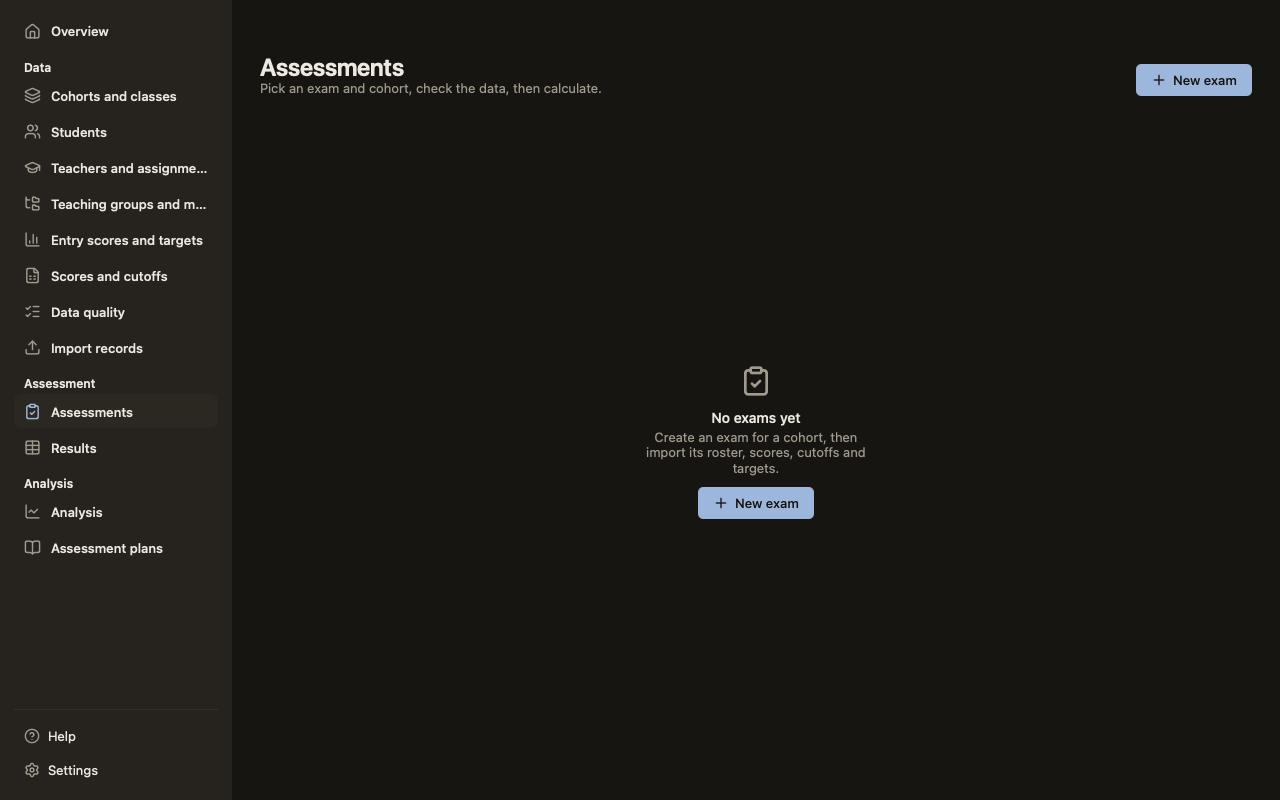 Overview
Data
Cohorts and classes
Students
Teachers and assignme...
Teaching groups and m...
Entry scores and targets
Scores and cutoffs
Data quality
Import records
Assessment
Assessments
Results
Analysis
Analysis
Assessment plans
Help
Settings
Assessments
Pick an exam and cohort, check the data, then calculate.
New exam
No exams yet
Create an exam for a cohort, then
import its roster, scores, cutoffs and
targets.
New exam